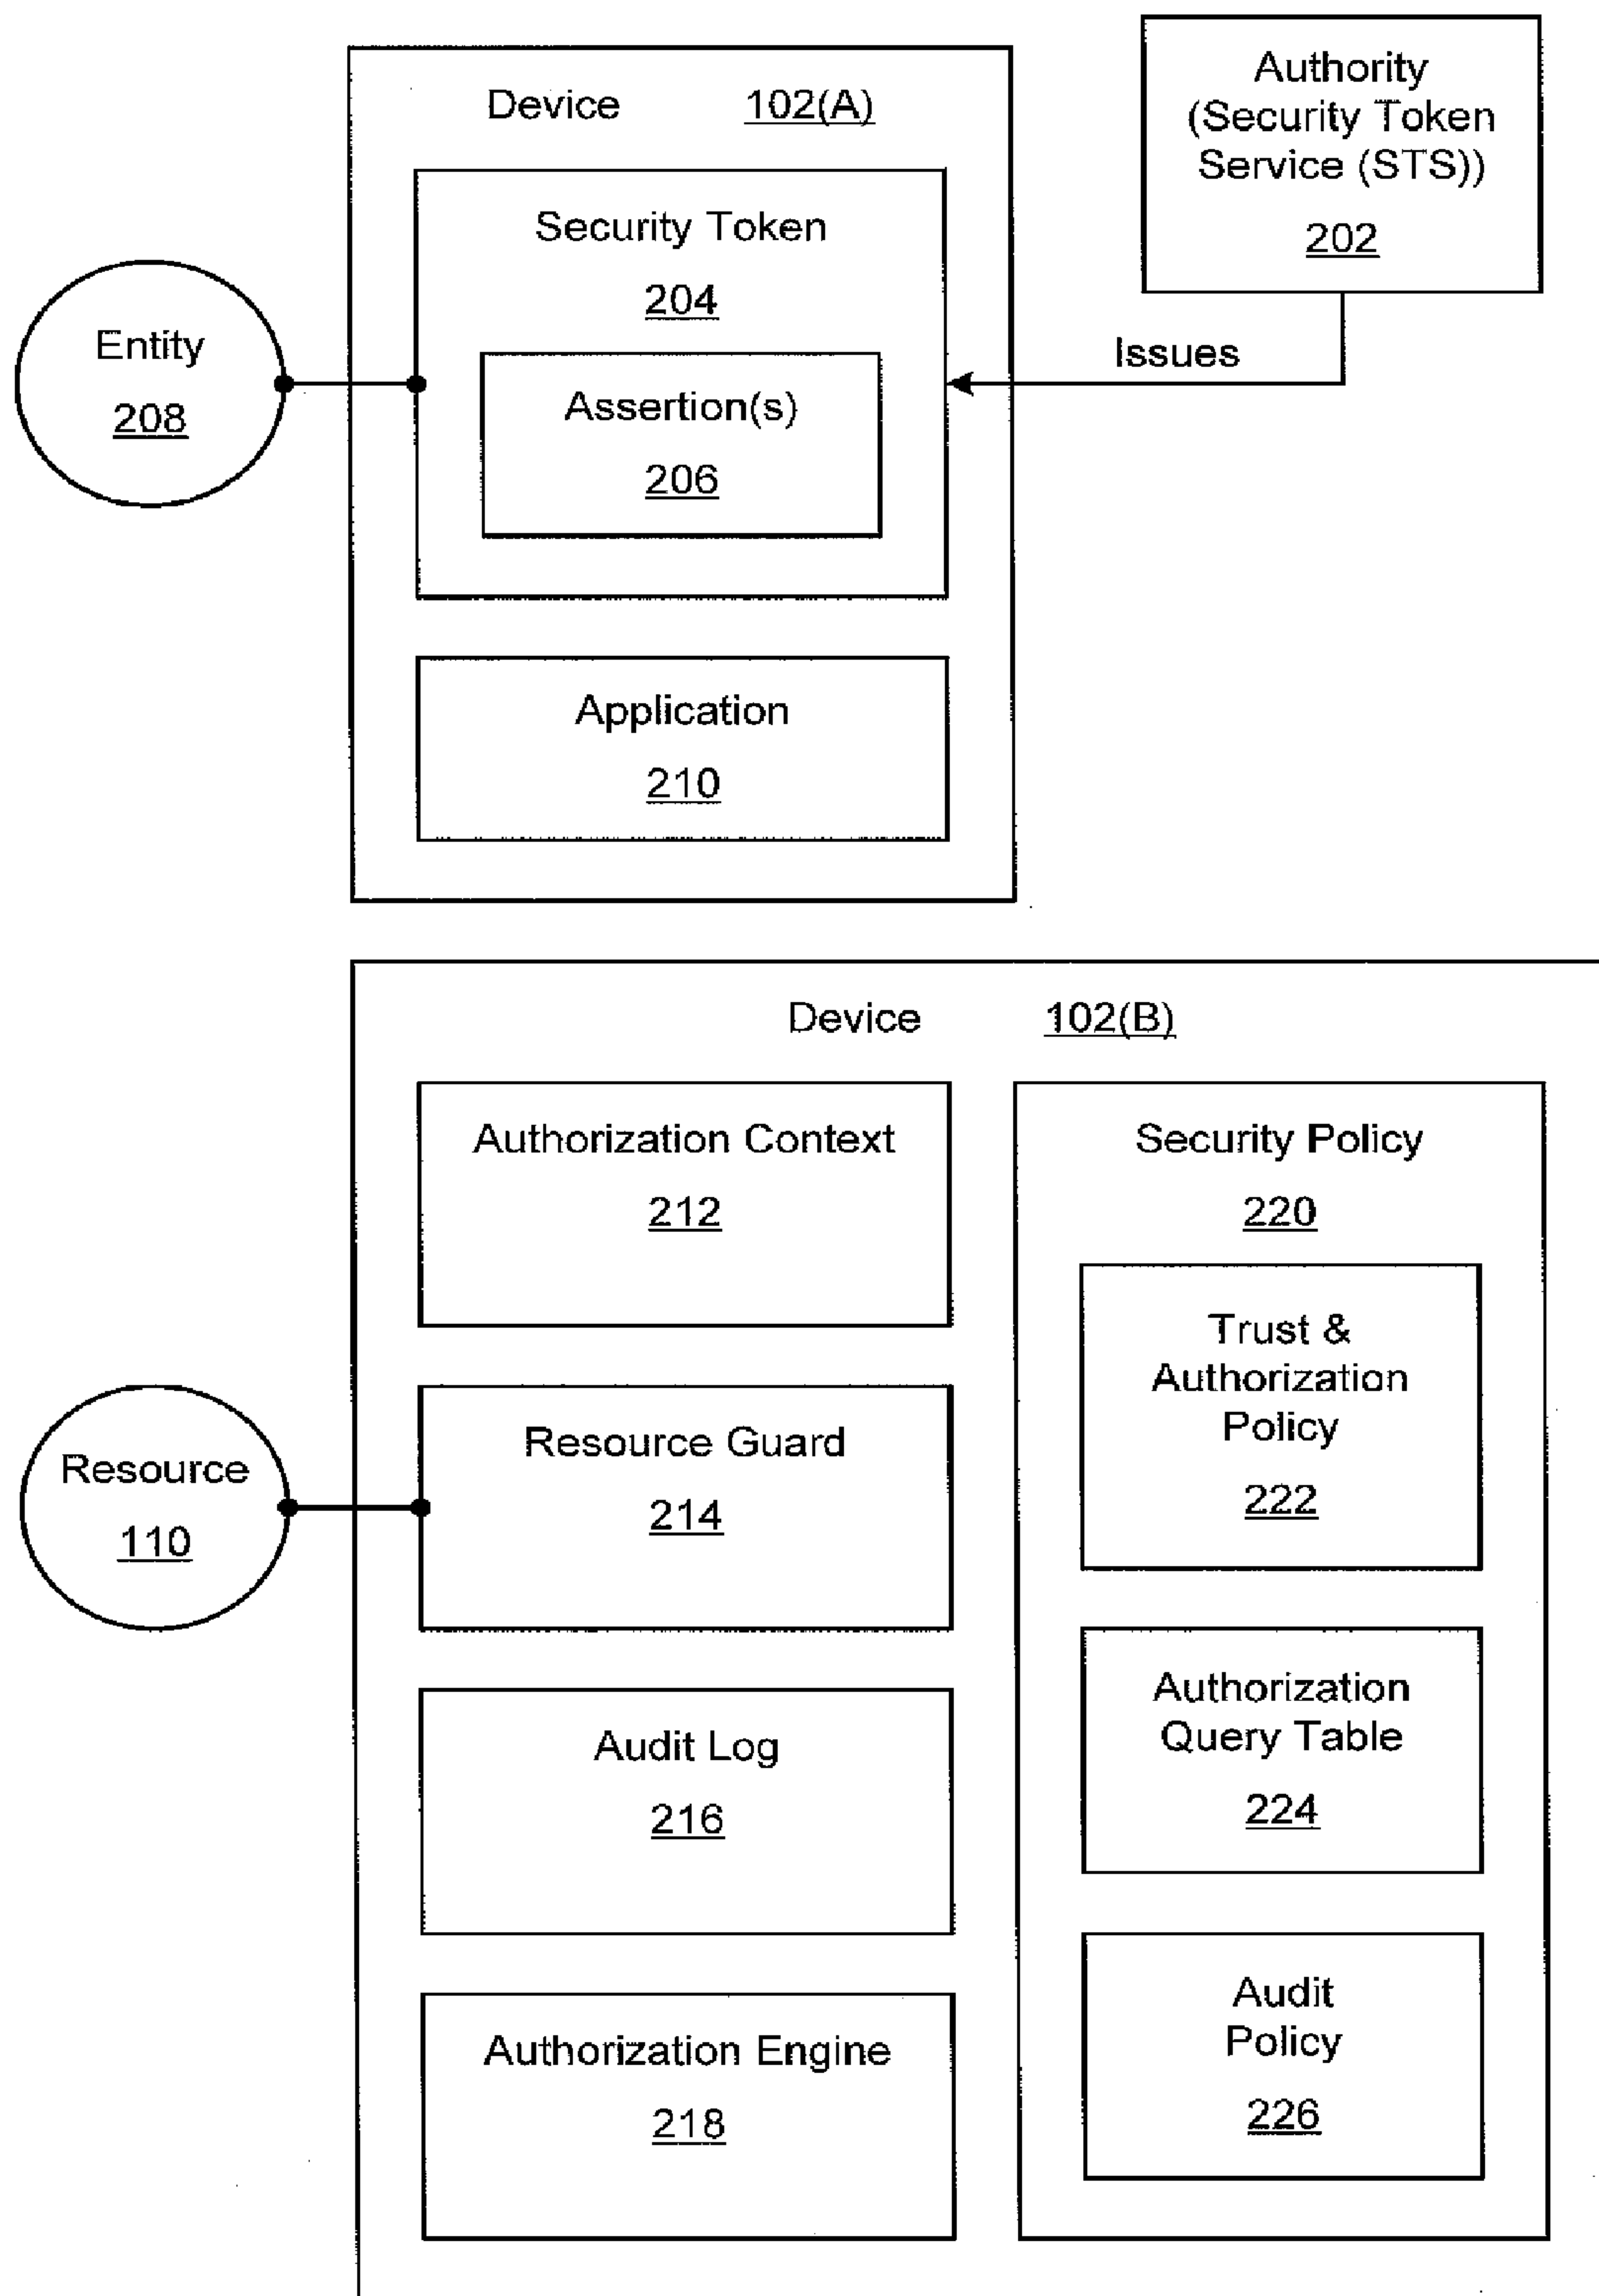 Device 102(A)
Authority
(Security Token
Service (STS))
202
Security Token
204
Issues
Entity
208
Assertion(s)
206
Application
210
Device 102(B)
Authorization Context
212
Security Policy
220
Trust &
Authorization
Policy
222
Resource Guard
214
Resource
110
Authorization
Query Table
224
Audit Log
216
Audit
Policy
226
Authorization Engine
218